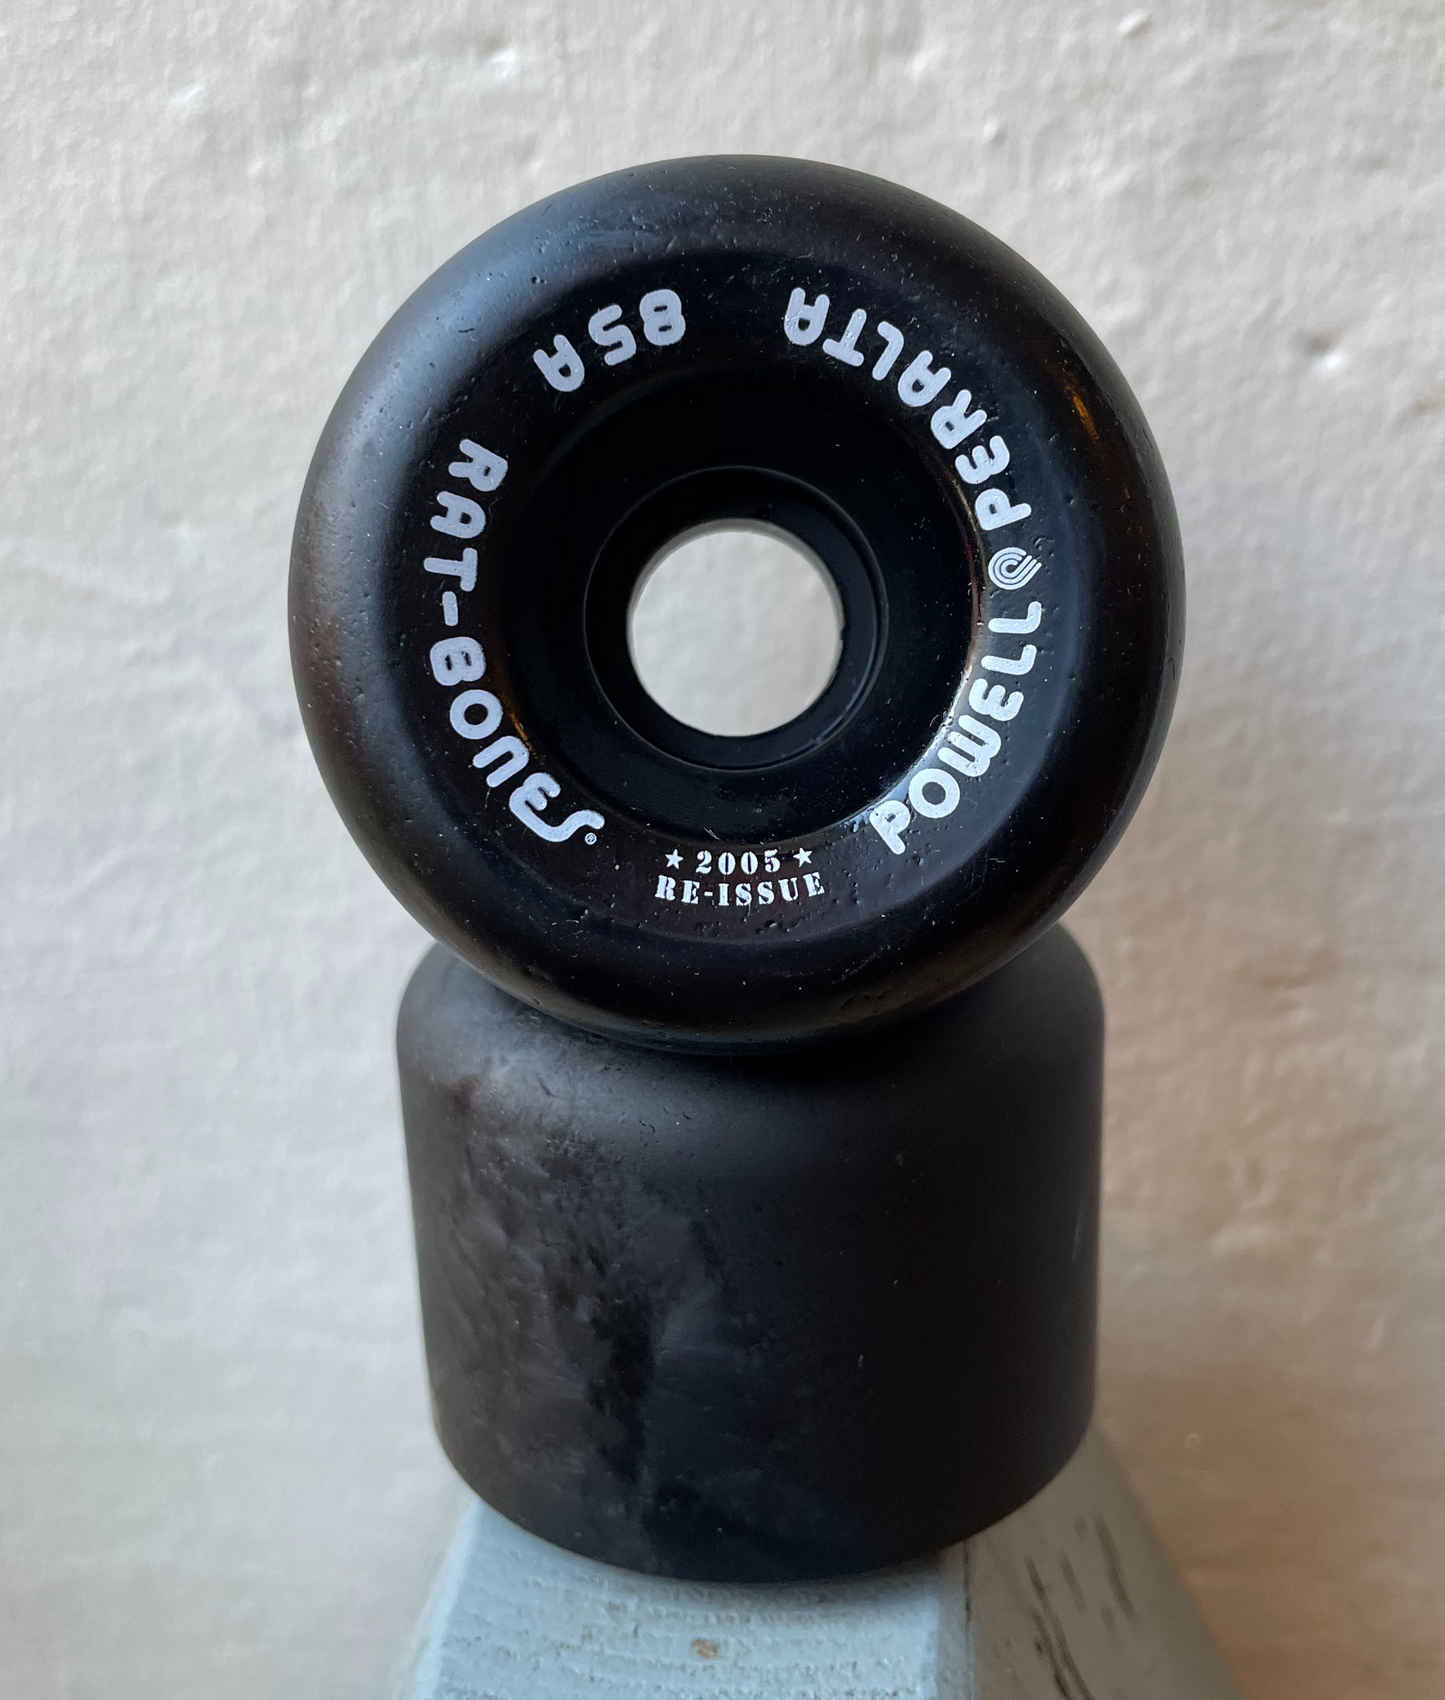 POWELL PERALTA
85A
RAT-BONES®
★ 2005 ★
RE-ISSUE